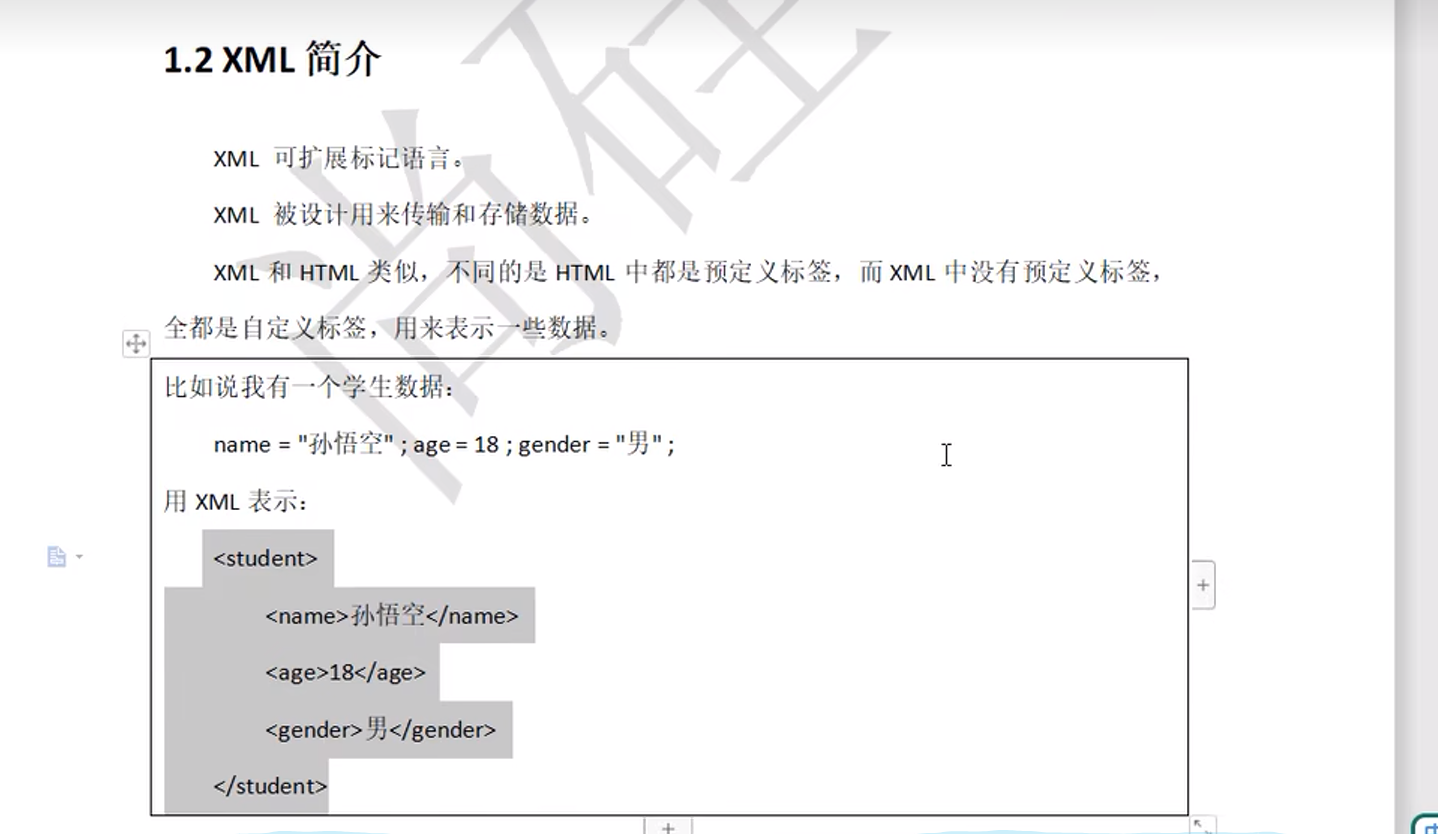 1.2 XML 简介
尚硅
XML 可扩展标记语言。
XML 被设计用来传输和存储数据。
XML 和 HTML 类似，不同的是 HTML 中都是预定义标签，而 XML 中没有预定义标签，
全都是自定义标签，用来表示一些数据。
比如说我有一个学生数据：
name = "孙悟空" ; age = 18 ; gender = "男" ;
用 XML 表示：
<student>
<name>孙悟空</name>
<age>18</age>
<gender>男</gender>
</student>